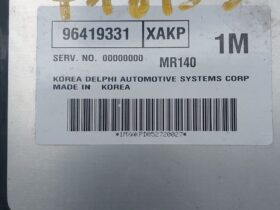 96419331 XAKP 1M
SERV. NO. 00000000 MR140
KOREA DELPHI AUTOMOTIVE SYSTEMS CORP
MADE IN KOREA